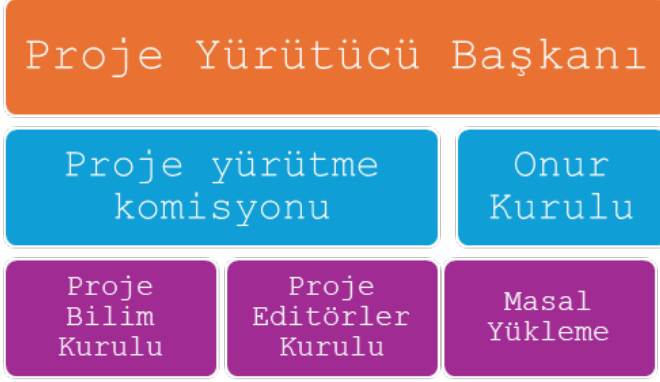 Proje Yürütücü Başkanı
Proje yürütme
komisyonu
Onur
Kurulu
Proje
Bilim
Kurulu
Proje
Editörler
Kurulu
Masal
Yükleme